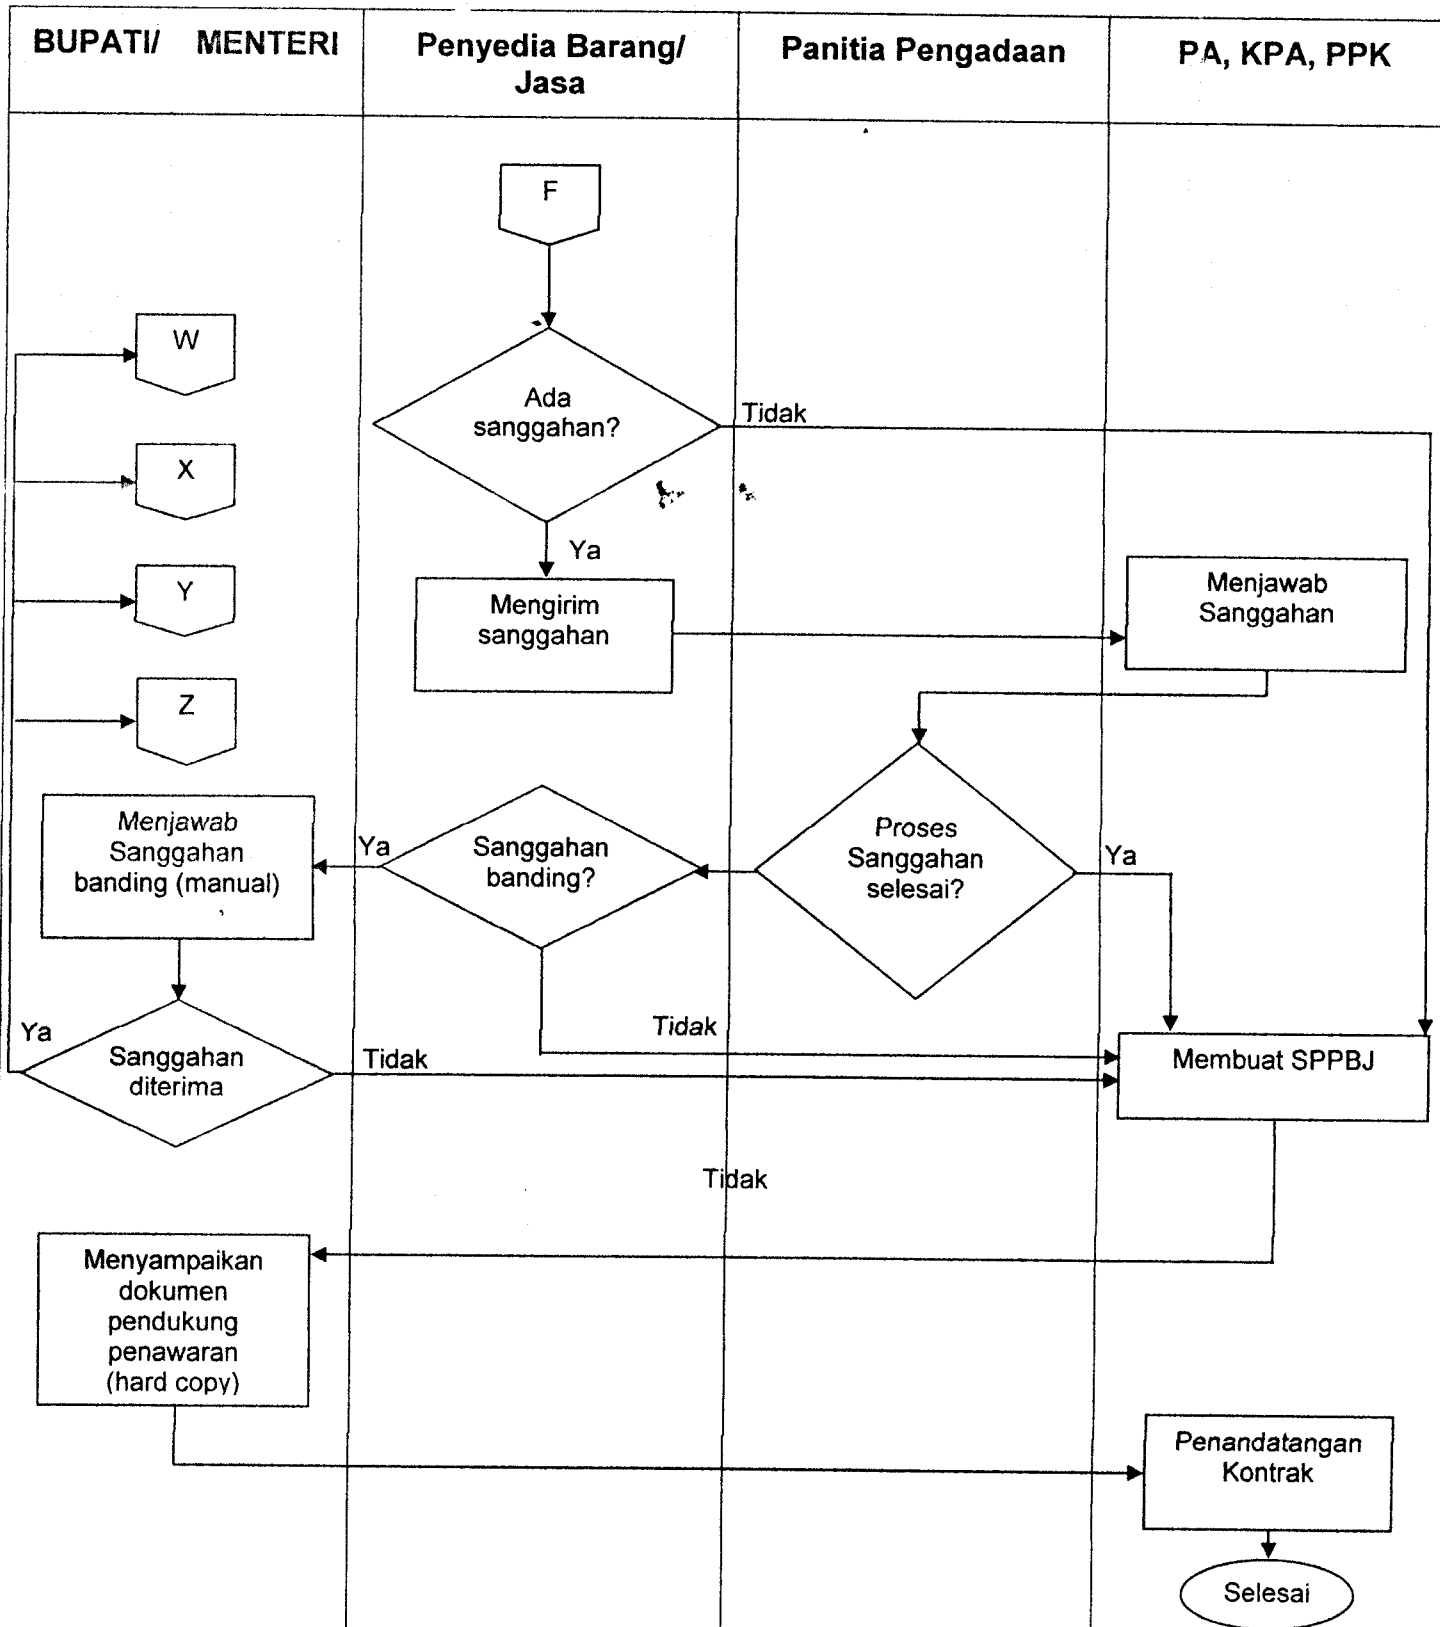 BUPATI/ MENTERI
Penyedia Barang/
Jasa
Panitia Pengadaan
PA, KPA, PPK
F
W
Ada
sanggahan?
Tidak
X
Ya
Y
Mengirim
sanggahan
Menjawab
Sanggahan
Z
Menjawab
Sanggahan
banding (manual)
Ya
Sanggahan
banding?
Proses
Sanggahan
selesai?
Ya
Ya
Sanggahan
diterima
Tidak
Tidak
Membuat SPPBJ
Tidak
Menyampaikan
dokumen
pendukung
penawaran
(hard copy)
Penandatangan
Kontrak
Selesai